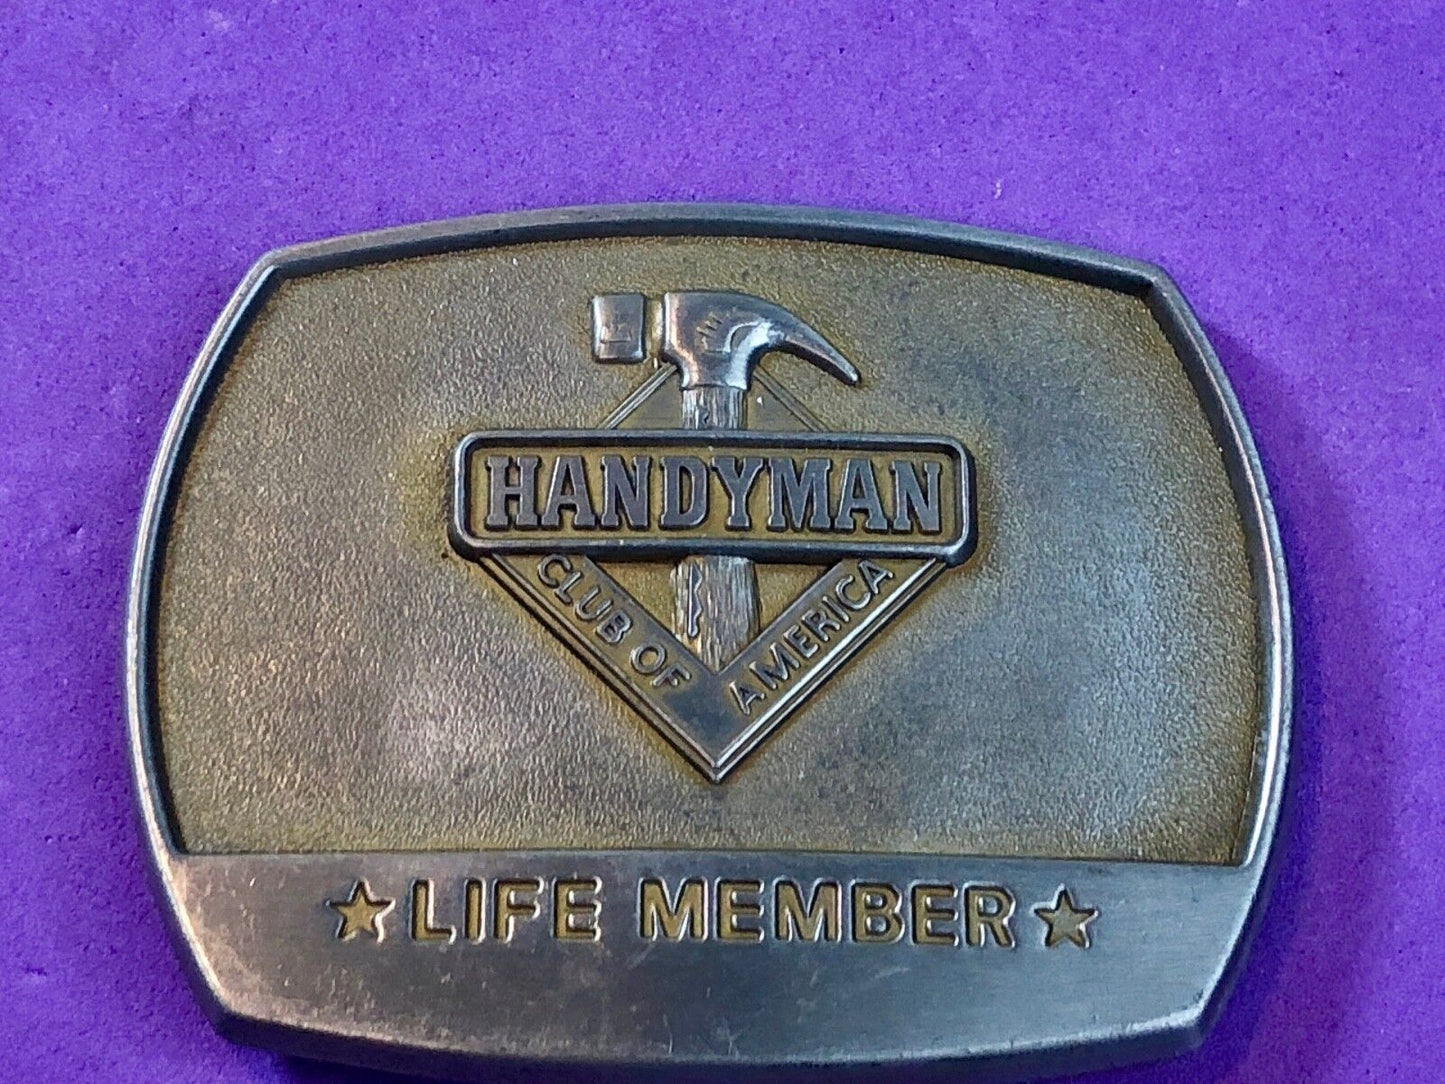 HANDYMAN
CLUB OF AMERICA
★ LIFE MEMBER ★